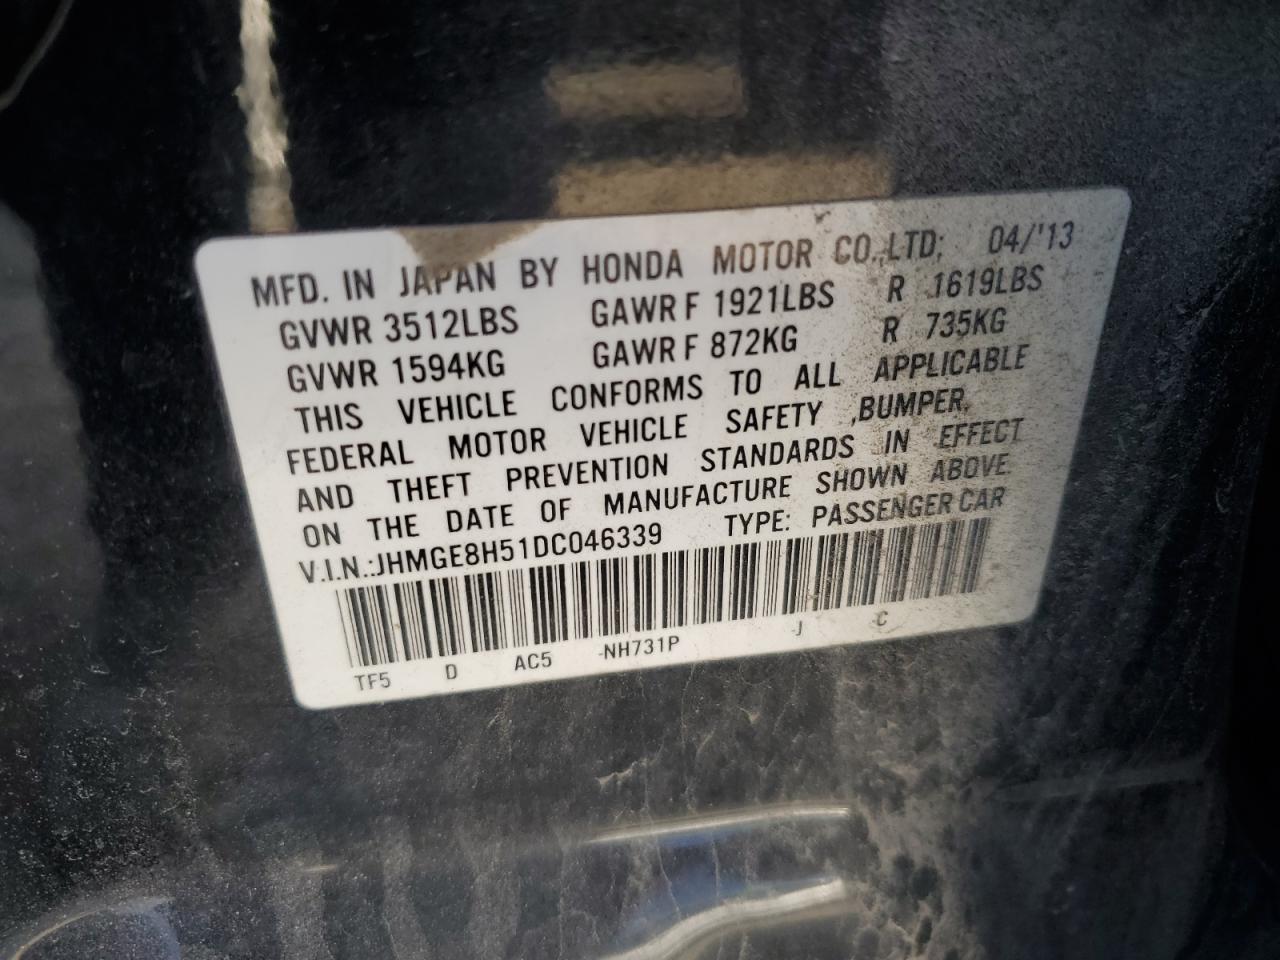 MFD. IN JAPAN BY HONDA MOTOR CO.,LTD; 04/'13
GVWR 3512LBS GAWR F 1921LBS R 1619LBS
GVWR 1594KG GAWR F 872KG R 735KG
THIS VEHICLE CONFORMS TO ALL APPLICABLE
FEDERAL MOTOR VEHICLE SAFETY ,BUMPER,
AND THEFT PREVENTION STANDARDS IN EFFECT
ON THE DATE OF MANUFACTURE SHOWN ABOVE.
V.I.N.:JHMGE8H51DC046339 TYPE: PASSENGER CAR
TF5 D AC5 -NH731P -J -C